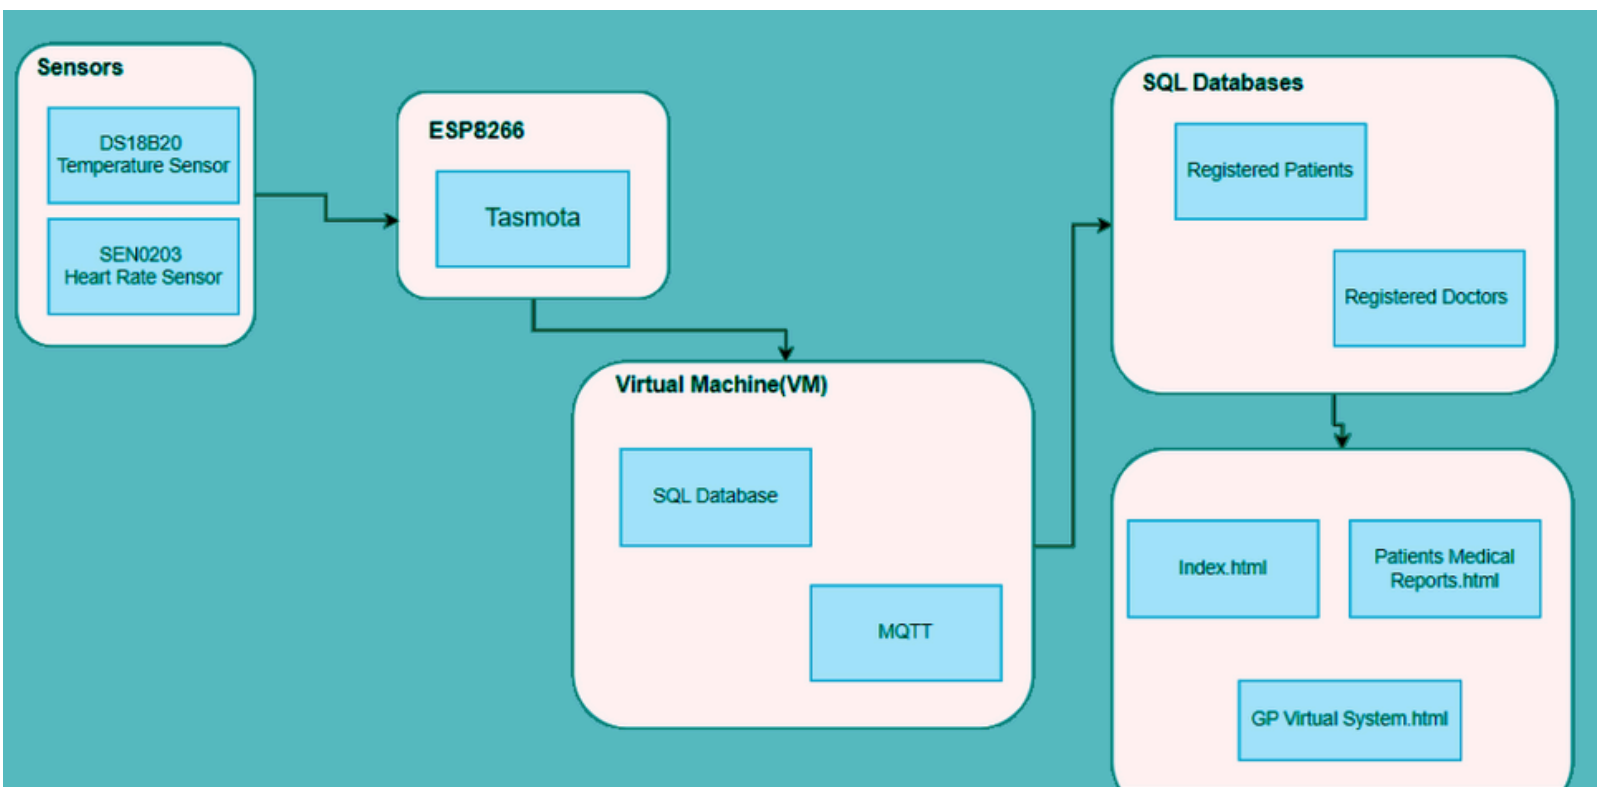 Sensors
DS18B20
Temperature Sensor
SEN0203
Heart Rate Sensor
ESP8266
Tasmota
Virtual Machine(VM)
SQL Database
MQTT
SQL Databases
Registered Patients
Registered Doctors
Index.html
Patients Medical
Reports.html
GP Virtual System.html